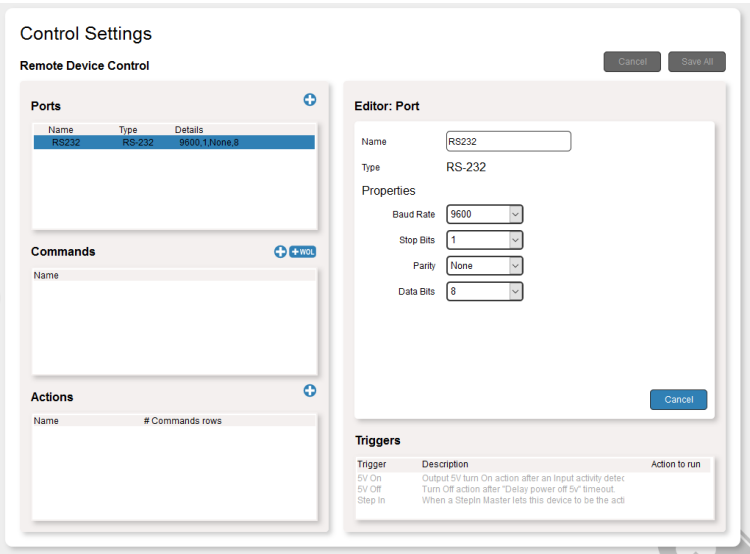 Control Settings
Remote Device Control
Cancel Save All
Ports
Name Type Details
RS232 RS-232 9600,1,None,8
Commands
+WOL
Name
Actions
Name # Commands rows
Editor: Port
Name RS232
Type RS-232
Properties
Baud Rate 9600
Stop Bits 1
Parity None
Data Bits 8
Cancel
Triggers
Trigger Description Action to run
5V On Output 5V turn On action after an Input activity detec
5V Off Turn Off action after "Delay power off 5v" timeout.
Step In When a StepIn Master lets this device to be the acti